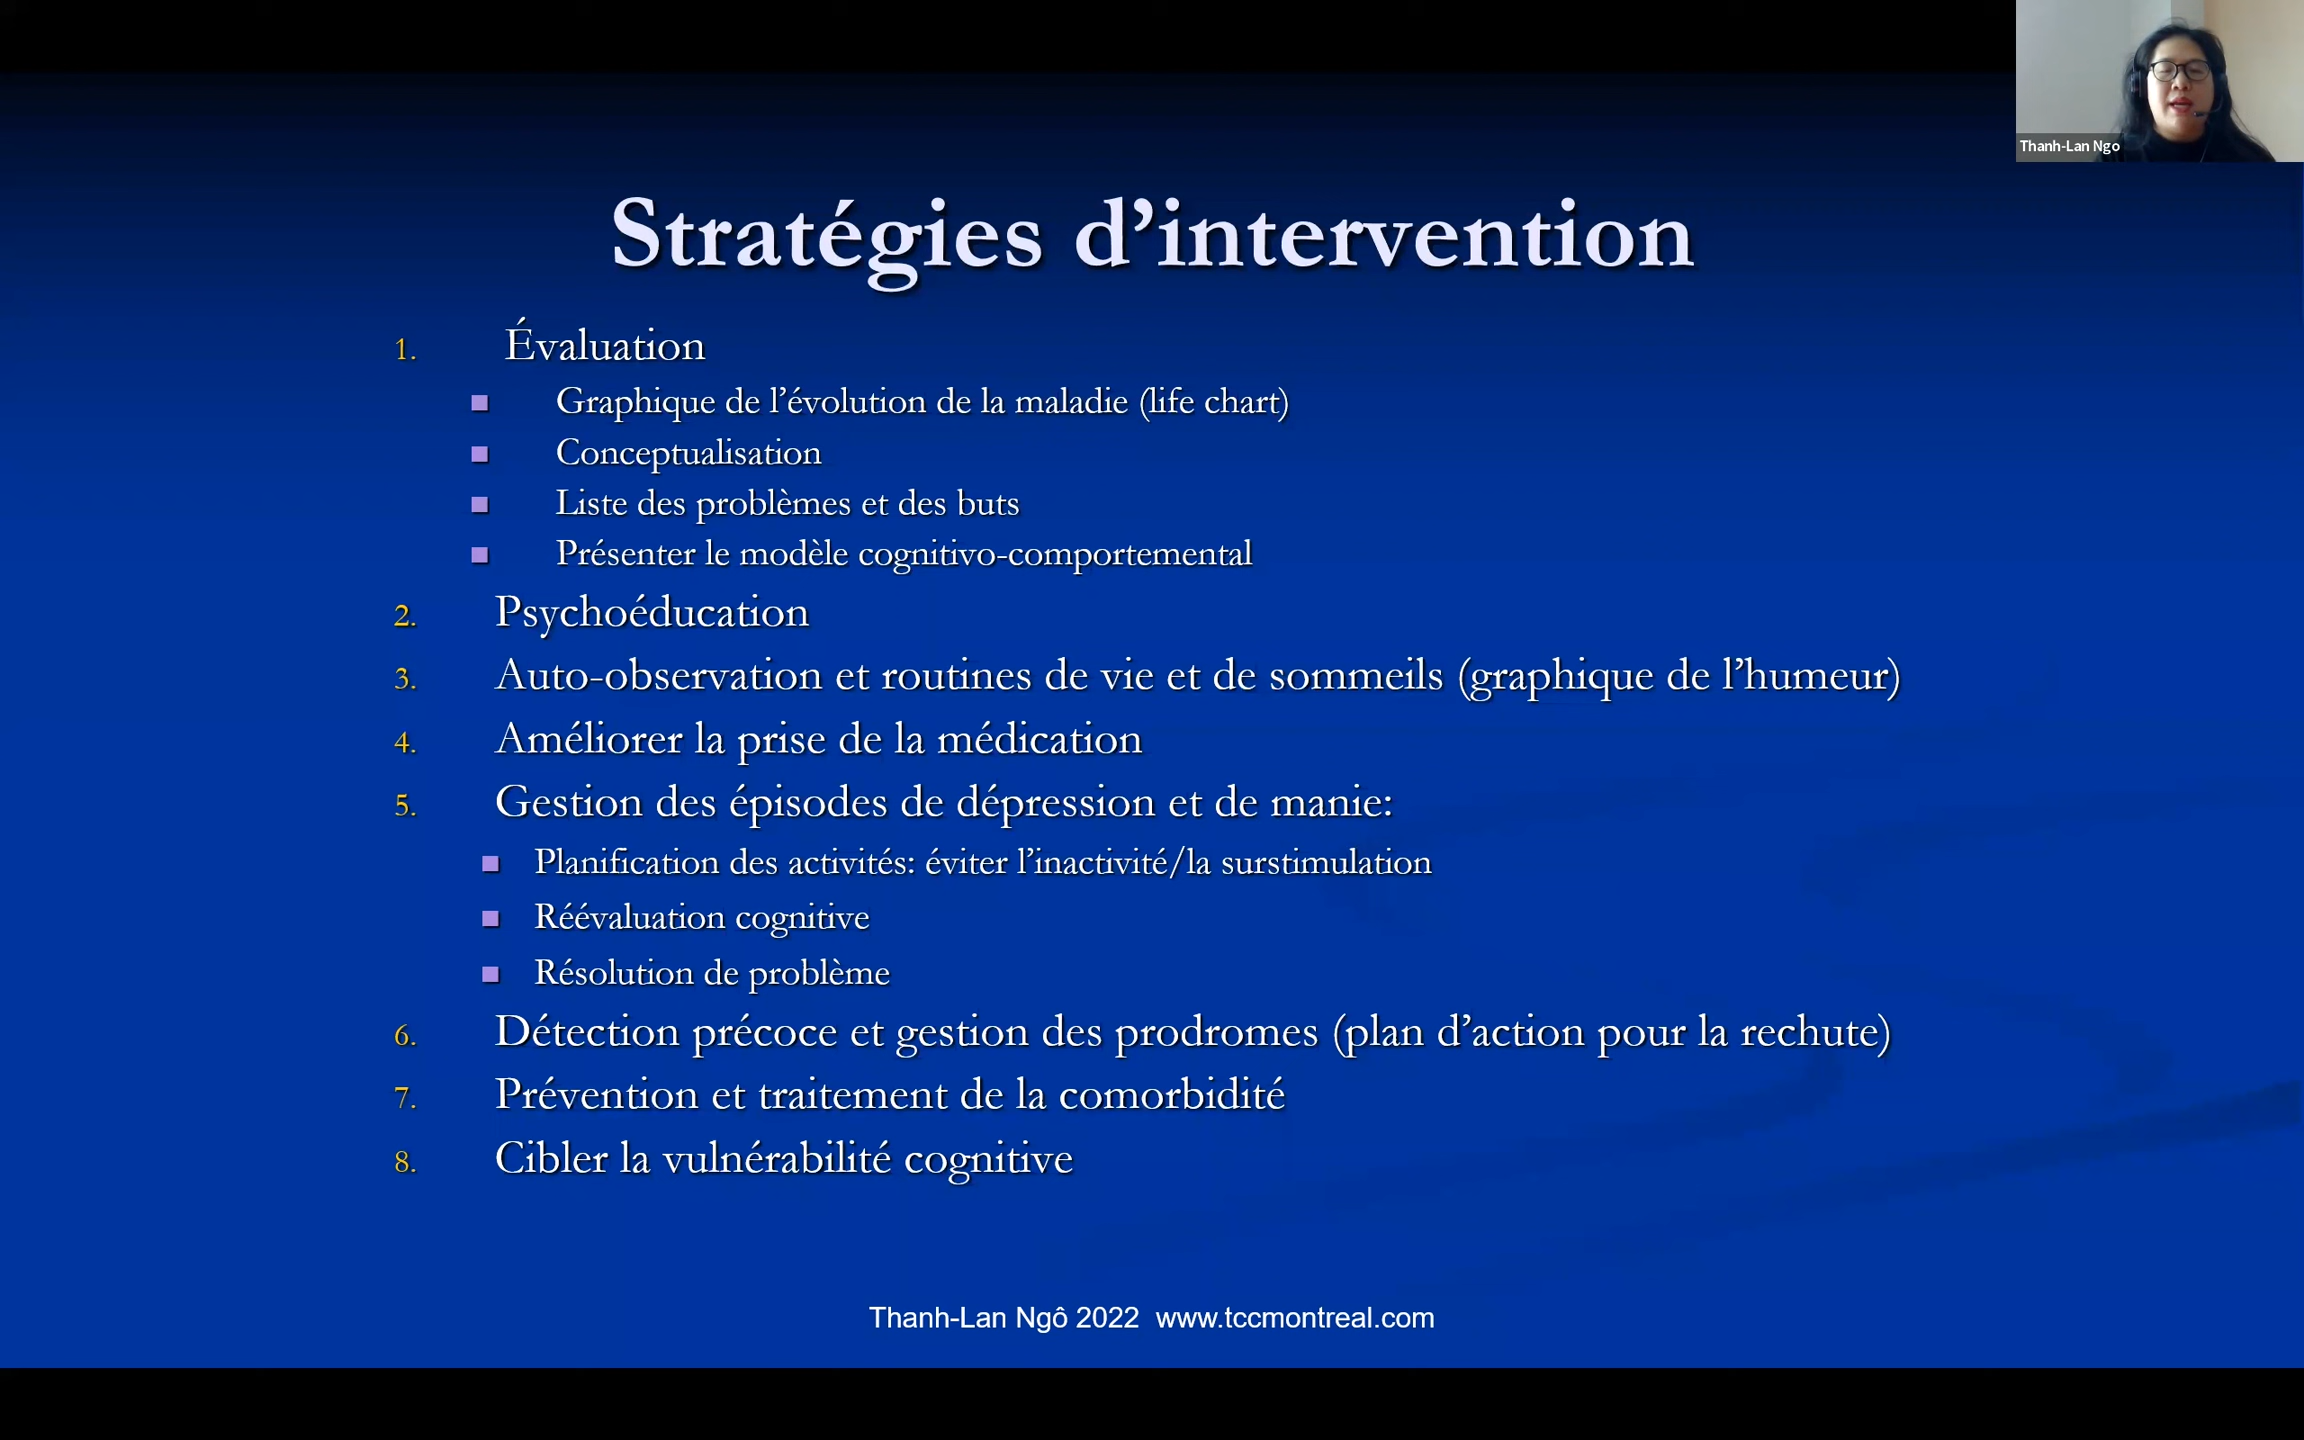 Thanh-Lan Ngo
Stratégies d’intervention
1. Évaluation
■ Graphique de l’évolution de la maladie (life chart)
■ Conceptualisation
■ Liste des problèmes et des buts
■ Présenter le modèle cognitivo-comportemental
2. Psychoéducation
3. Auto-observation et routines de vie et de sommeils (graphique de l’humeur)
4. Améliorer la prise de la médication
5. Gestion des épisodes de dépression et de manie:
■ Planification des activités: éviter l’inactivité/la surstimulation
■ Réévaluation cognitive
■ Résolution de problème
6. Détection précoce et gestion des prodromes (plan d’action pour la rechute)
7. Prévention et traitement de la comorbidité
8. Cibler la vulnérabilité cognitive
Thanh-Lan Ngô 2022 www.tccmontreal.com